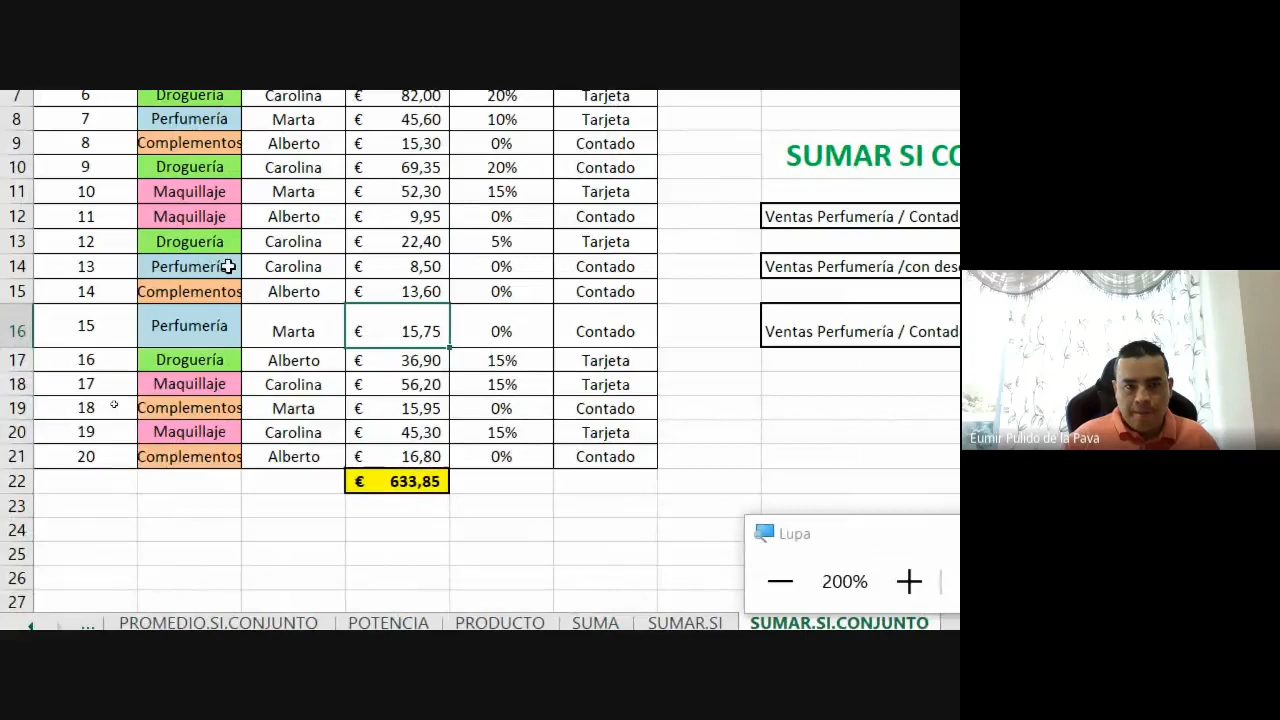 7 6 Droguería Carolina € 82,00 20% Tarjeta
8 7 Perfumería Marta € 45,60 10% Tarjeta
9 8 Complementos Alberto € 15,30 0% Contado
SUMAR SI CO
10 9 Droguería Carolina € 69,35 20% Contado
11 10 Maquillaje Marta € 52,30 15% Tarjeta
12 11 Maquillaje Alberto € 9,95 0% Contado Ventas Perfumería / Contad
13 12 Droguería Carolina € 22,40 5% Tarjeta
14 13 Perfumería Carolina € 8,50 0% Contado Ventas Perfumería /con desc
15 14 Complementos Alberto € 13,60 0% Contado
16 15 Perfumería Marta € 15,75 0% Contado Ventas Perfumería / Contad
17 16 Droguería Alberto € 36,90 15% Tarjeta
18 17 Maquillaje Carolina € 56,20 15% Tarjeta
19 18 Complementos Marta € 15,95 0% Contado
20 19 Maquillaje Carolina € 45,30 15% Tarjeta
21 20 Complementos Alberto € 16,80 0% Contado
22 € 633,85
23
24
25
26
27
Lupa
200%
... PROMEDIO.SI.CONJUNTO POTENCIA PRODUCTO SUMA SUMAR.SI SUMAR.SI.CONJUNTO
Eumir Pulido de la Pava